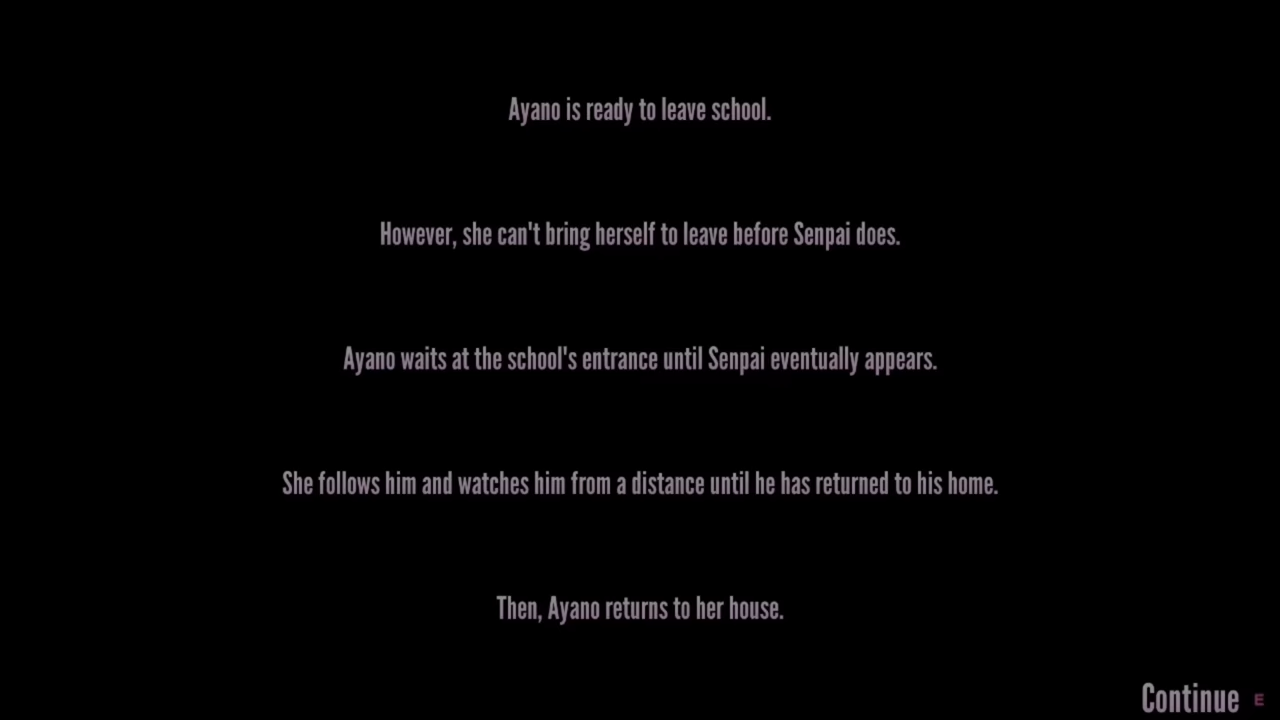 Ayano is ready to leave school.
However, she can't bring herself to leave before Senpai does.
Ayano waits at the school's entrance until Senpai eventually appears.
She follows him and watches him from a distance until he has returned to his home.
Then, Ayano returns to her house.
Continue E